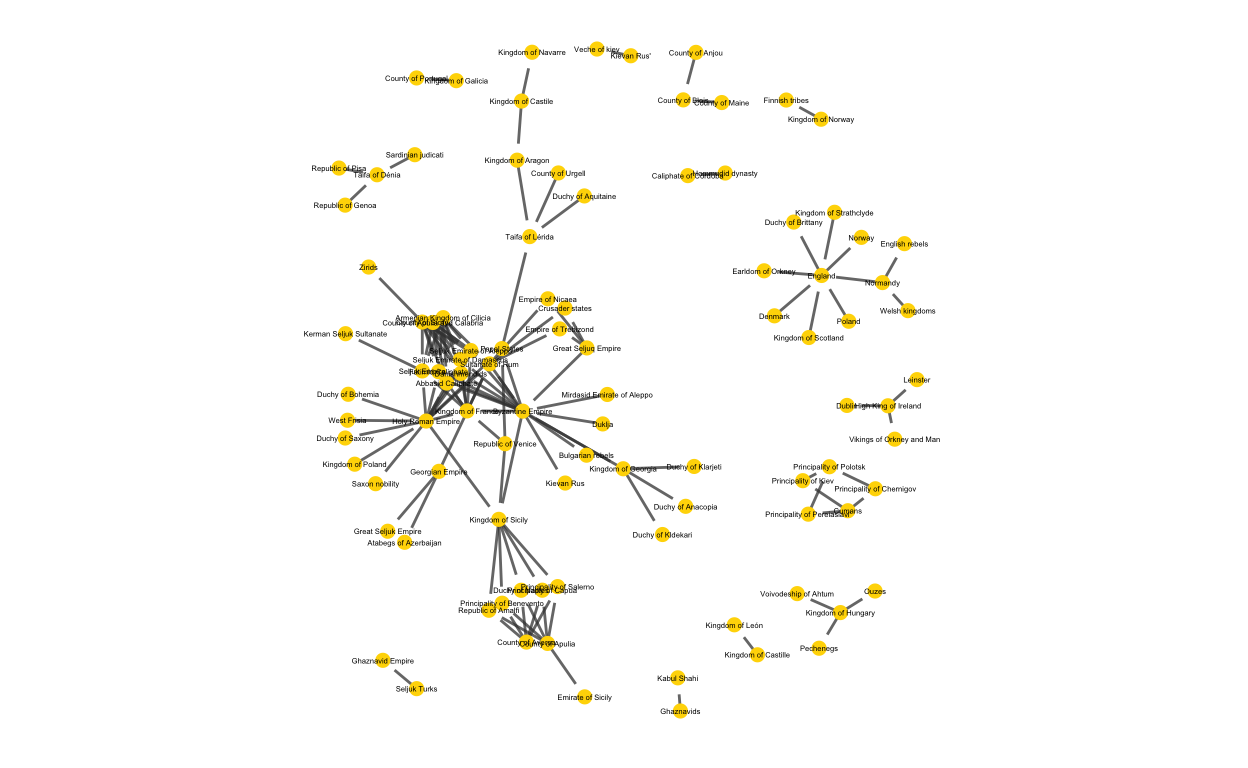 Veche of kiev
Kingdom of Navarre
Kievan Rus'
County of Anjou
County of
Kingdom of Galicia
Kingdom of Castile
County of
County of Maine
Finnish tribes
Kingdom of Norway
Sardinian judicati
Republic of Pisa
Taifa of Dénia
Republic of Genoa
Kingdom of Aragon
County of Urgell
Duchy of Aquitaine
Caliphate of
dynasty
Taifa of Lérida
Kingdom of Strathclyde
Duchy of Brittany
Norway
English rebels
Earldom of Orkney
England
Normandy
Denmark
Poland
Welsh kingdoms
Kingdom of Scotland
Zirids
Empire of Nicaea
Crusader states
Armenian Kingdom of Cilicia
Calabria
Empire of Trebizond
Kerman Seljuk Sultanate
Papal States
Great Seljuq Empire
Seljuk Emirate of Aleppo
Seljuk Emirate of Damascus
Sultanate of Rum
Abbasid Caliphate
Duchy of Bohemia
Mirdasid Emirate of Aleppo
Leinster
Dublin
High King of Ireland
Kingdom of France
Byzantine Empire
West Frisia
Holy Roman Empire
Duklja
Duchy of Saxony
Republic of Venice
Vikings of Orkney and Man
Bulgarian rebels
Kingdom of Poland
Georgian Empire
Kingdom of Georgia
Duchy of Klarjeti
Principality of Polotsk
Saxon nobility
Kievan Rus
Principality of Kiev
Principality of Chernigov
Duchy of Anacopia
Principality of Pereiaslavl
Cumans
Kingdom of Sicily
Great Seljuk Empire
Atabegs of Azerbaijan
Duchy of Kldekari
Principality of Salerno
Duchy of
of Capua
Principality of Benevento
Republic of Amalfi
Voivodeship of Ahtum
Ouzes
Kingdom of Hungary
Kingdom of León
County of
County of Apulia
Pechenegs
Kingdom of Castille
Ghaznavid Empire
Kabul Shahi
Seljuk Turks
Emirate of Sicily
Ghaznavids